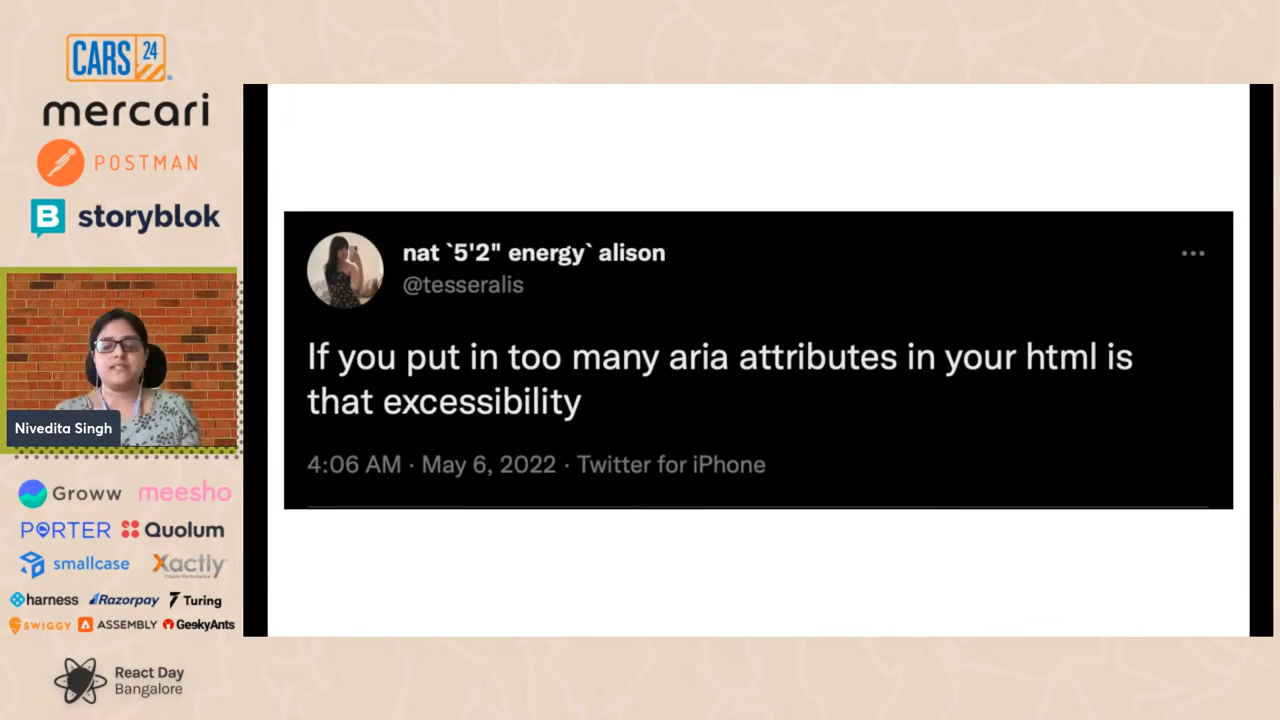 CARS 24
mercari
POSTMAN
B storyblok
Nivedita Singh
Groww meesho
PORTER Quolum
smallcase Xactly
harness Razorpay Turing
SWIGGY ASSEMBLY GeekyAnts
React Day
Bangalore
nat `5'2" energy` alison
@tesseralis
If you put in too many aria attributes in your html is
that excessibility
4:06 AM · May 6, 2022 · Twitter for iPhone